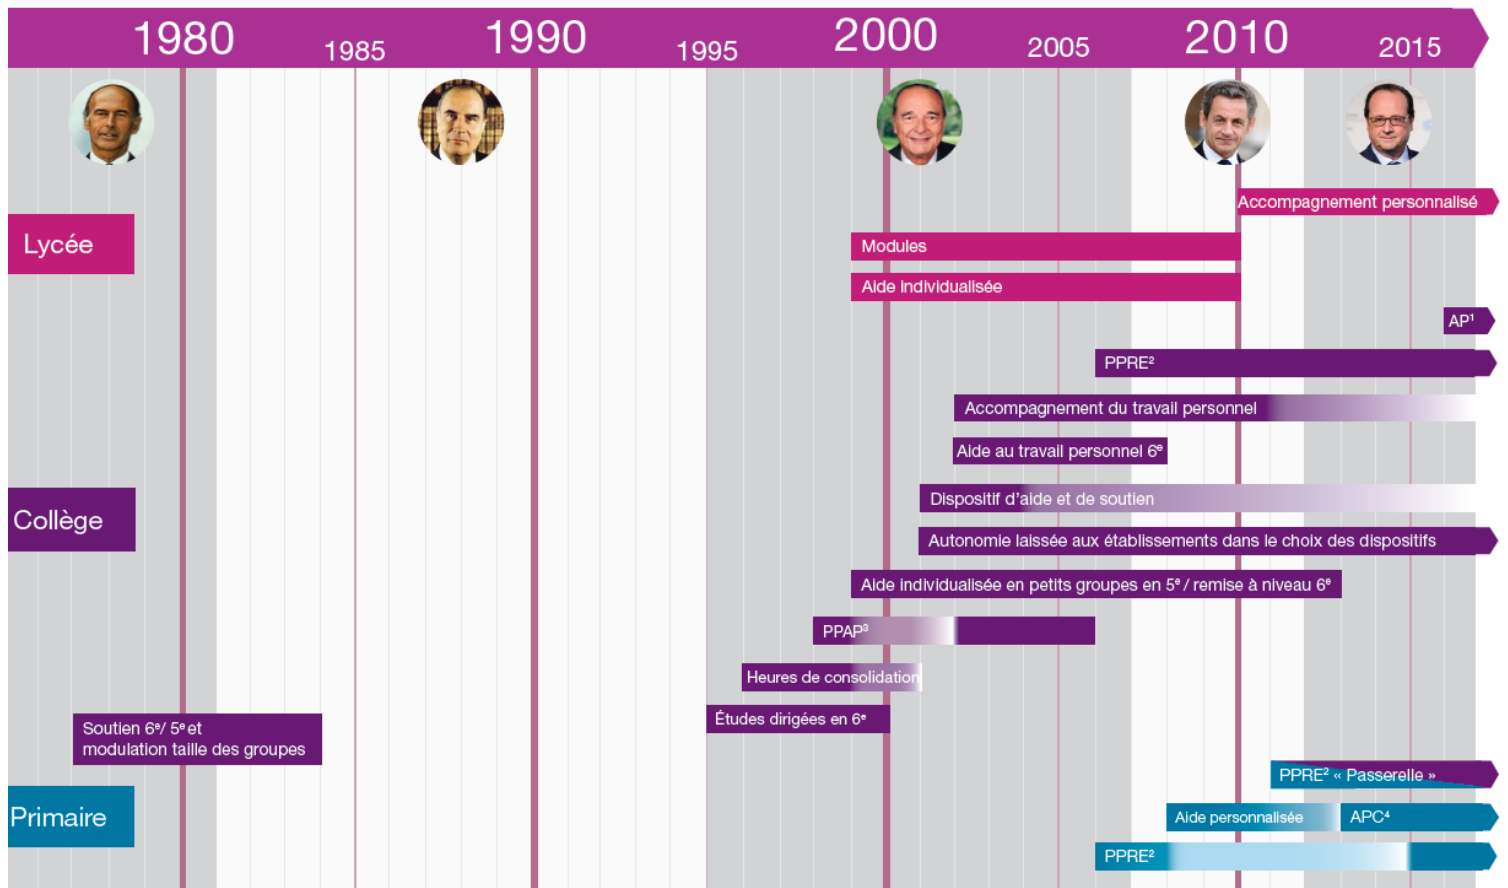 1980
1985
1990
1995
2000
2005
2010
2015
Accompagnement personnalisé
Lycée
Modules
Aide individualisée
AP¹
PPRE²
Accompagnement du travail personnel
Aide au travail personnel 6ᵉ
Dispositif d'aide et de soutien
Collège
Autonomie laissée aux établissements dans le choix des dispositifs
Aide individualisée en petits groupes en 5ᵉ / remise à niveau 6ᵉ
PPAP³
Heures de consolidation
Études dirigées en 6ᵉ
Soutien 6ᵉ/ 5ᵉ et
modulation taille des groupes
PPRE² « Passerelle »
Primaire
Aide personnalisée
APC⁴
PPRE²